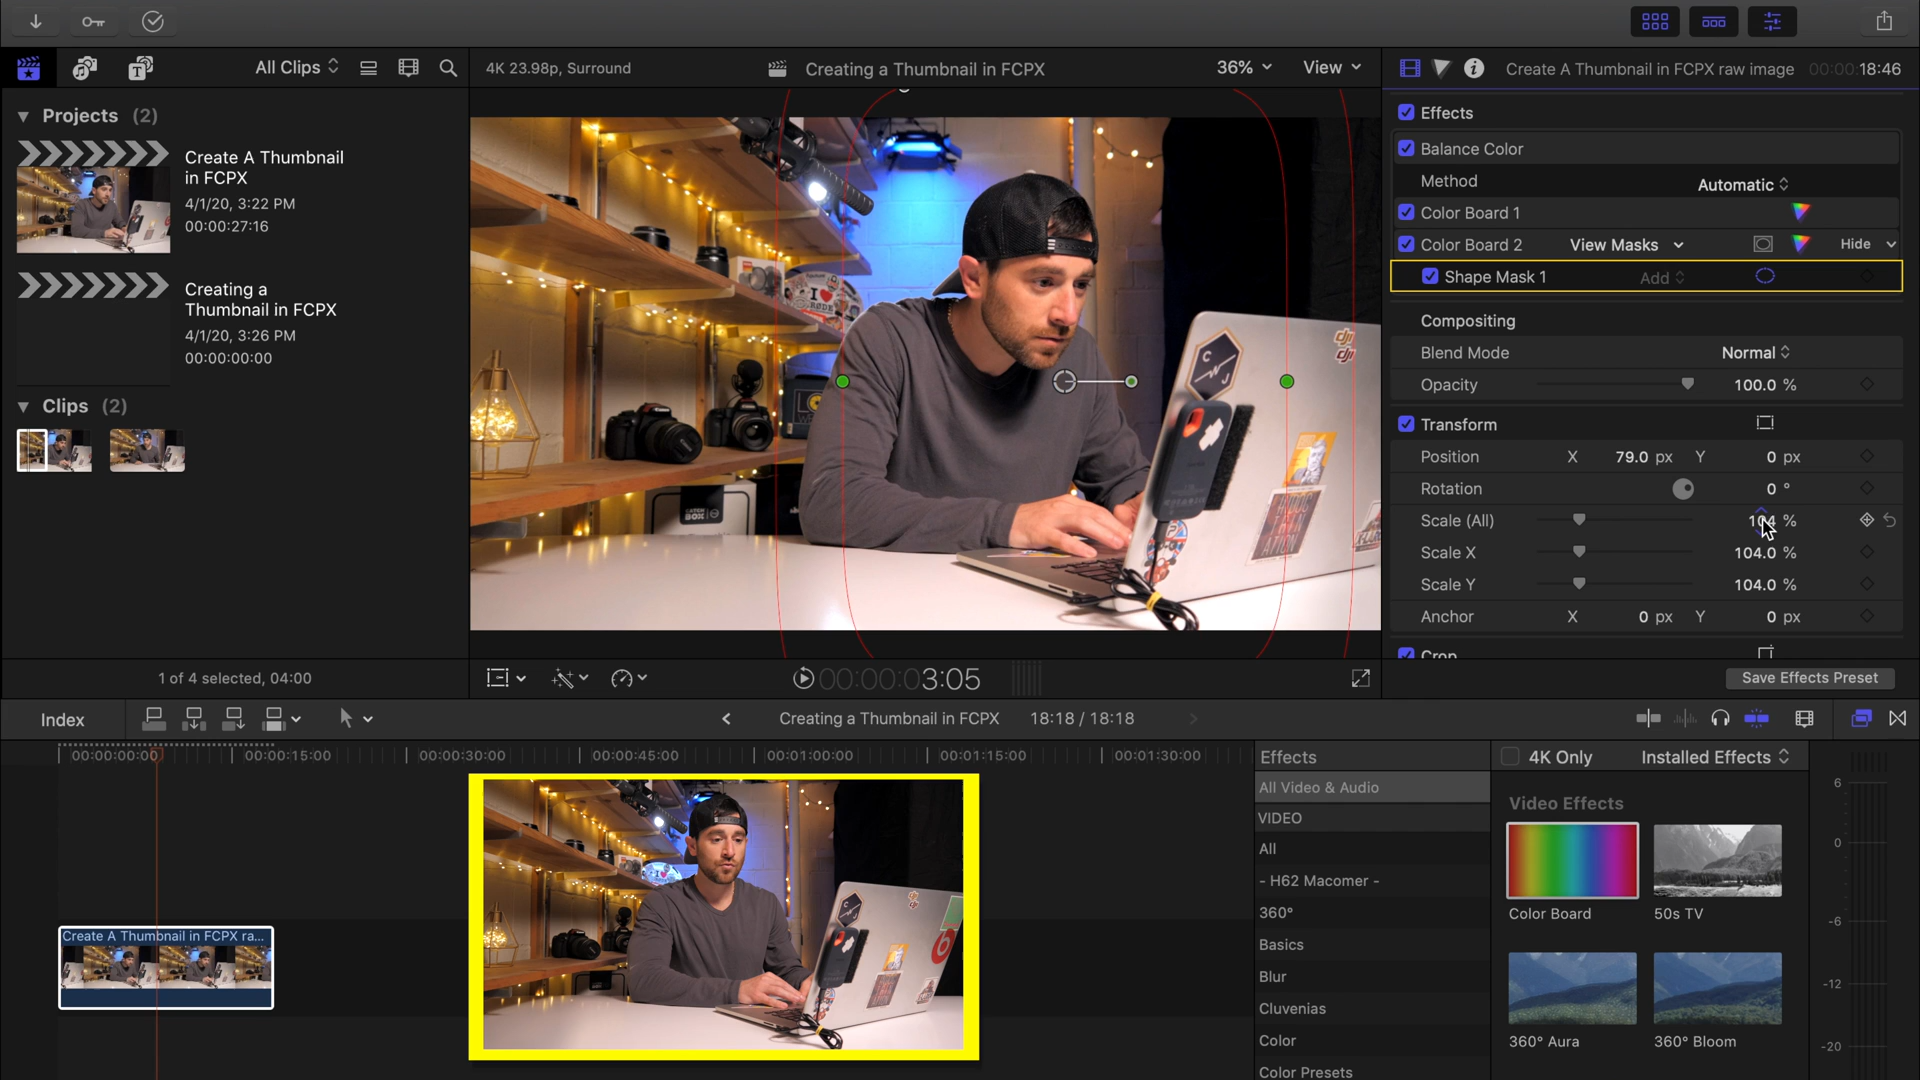 All Clips
4K 23.98p, Surround
Creating a Thumbnail in FCPX
36%
View
Create A Thumbnail in FCPX raw image
00:00:18:46
Projects (2)
Create A Thumbnail
in FCPX
4/1/20, 3:22 PM
00:00:27:16
Creating a
Thumbnail in FCPX
4/1/20, 3:26 PM
00:00:00:00
Clips (2)
1 of 4 selected, 04:00
I ♥
RØDE
C
W
J
dji
dji
CATCH
BOX
00:00:03:05
Effects
Balance Color
Method
Automatic
Color Board 1
Color Board 2
View Masks
Hide
Shape Mask 1
Add
Compositing
Blend Mode
Normal
Opacity
100.0 %
Transform
Position
X
79.0 px
Y
0 px
Rotation
0 °
Scale (All)
104 %
Scale X
104.0 %
Scale Y
104.0 %
Anchor
X
0 px
Y
0 px
Crop
Save Effects Preset
Index
Creating a Thumbnail in FCPX
18:18 / 18:18
00:00:00:00
00:00:15:00
00:00:30:00
00:00:45:00
00:01:00:00
00:01:15:00
00:01:30:00
Create A Thumbnail in FCPX ra...
Effects
All Video & Audio
VIDEO
All
- H62 Macomer -
360°
Basics
Blur
Cluvenias
Color
Color Presets
4K Only
Installed Effects
Video Effects
Color Board
50s TV
360° Aura
360° Bloom
6
0
-6
-12
-20